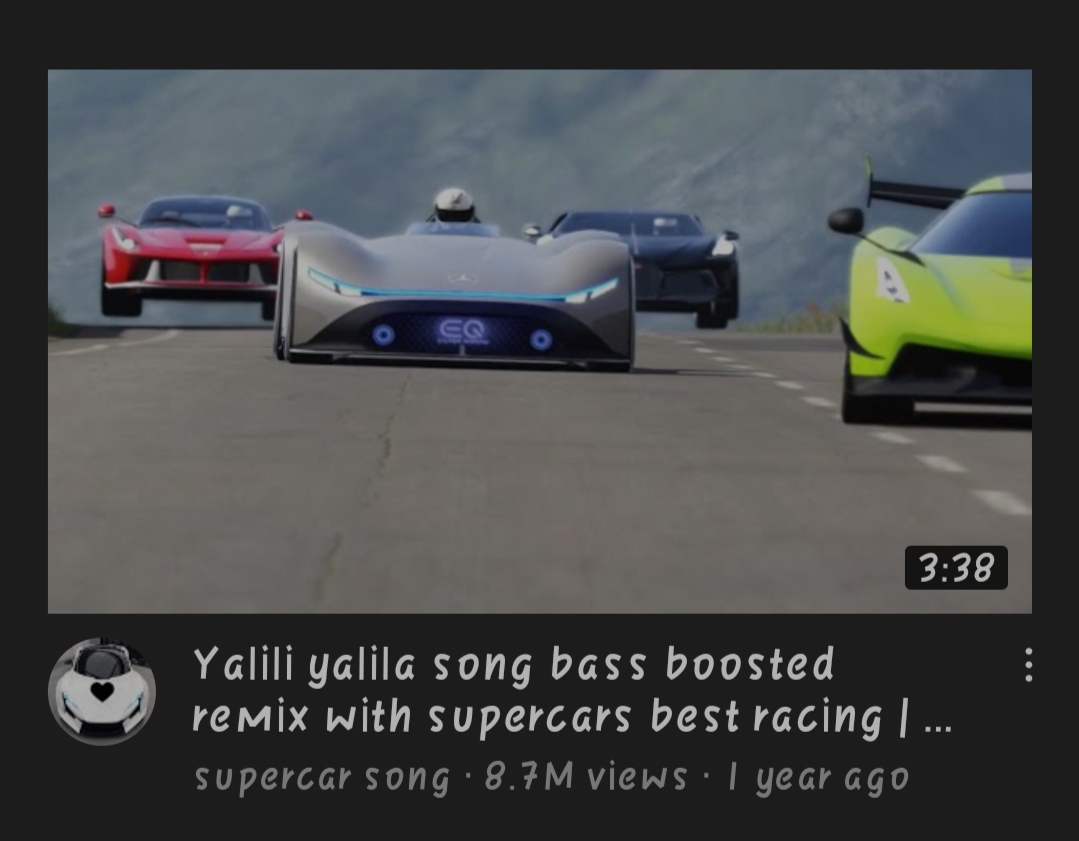 EQ
3:38
Yalili yalila song bass boosted
remix with supercars best racing | ...
supercar song · 8.7M views · 1 year ago